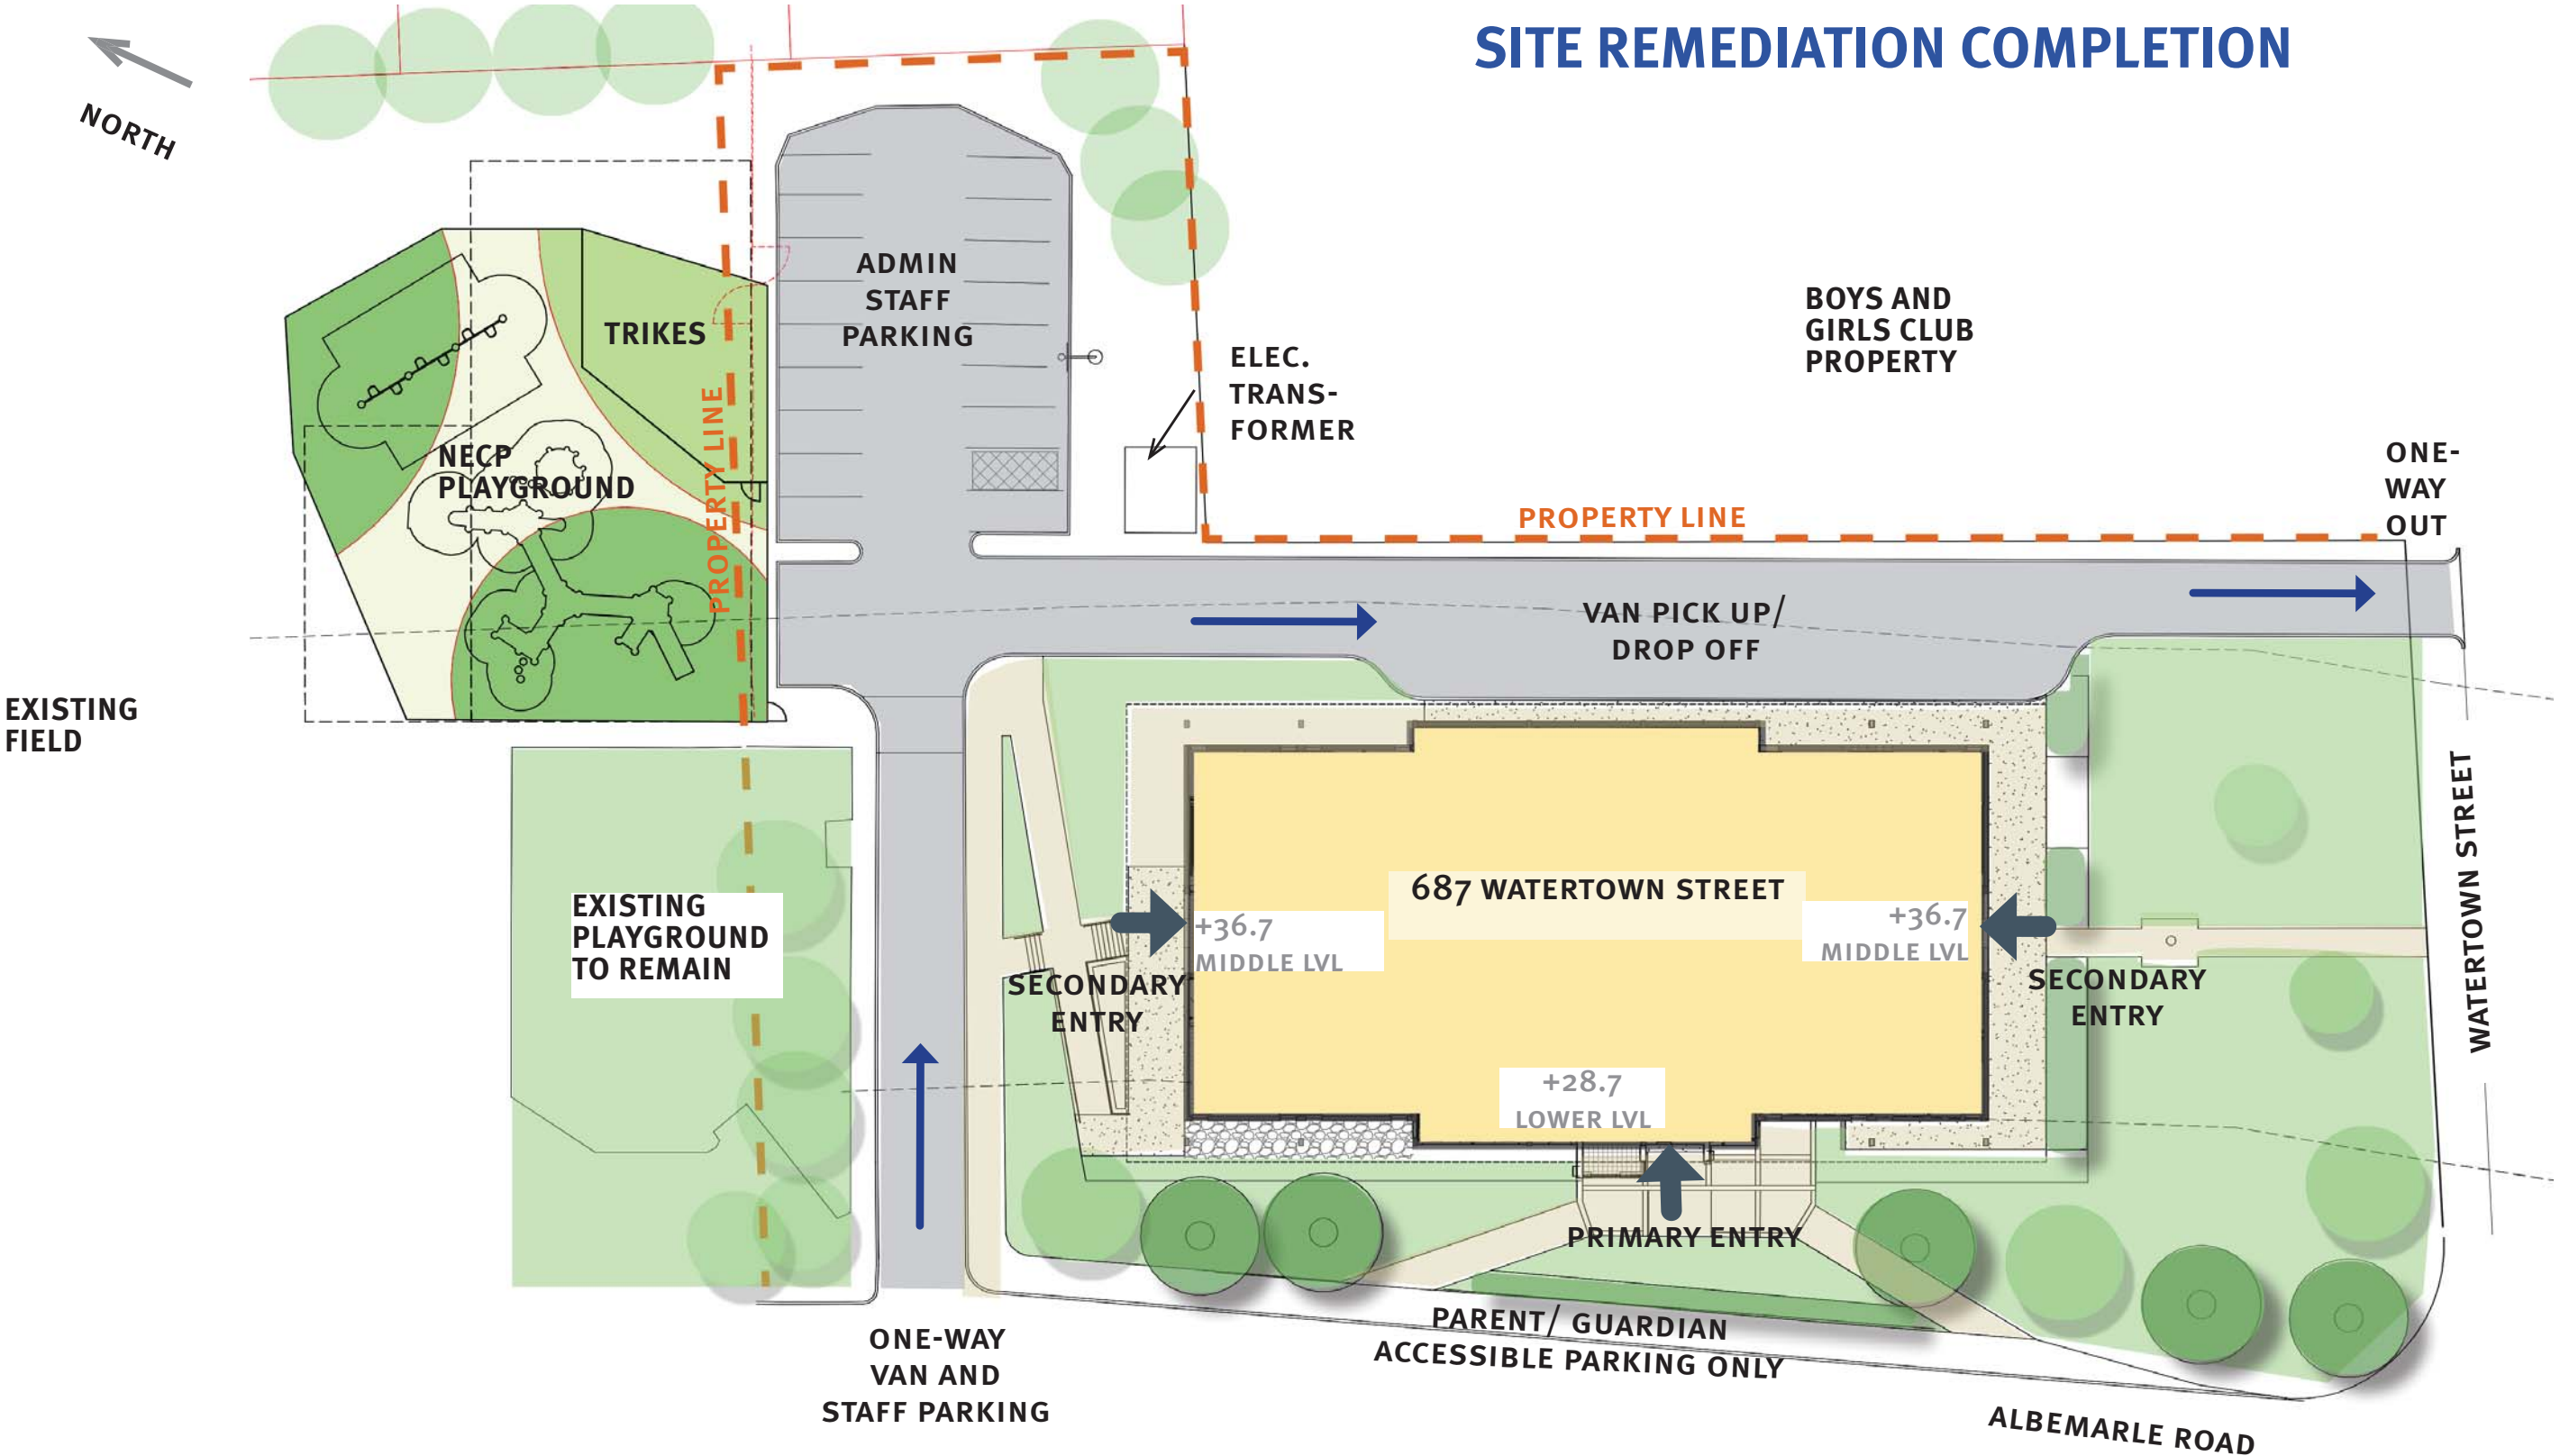 SITE REMEDIATION COMPLETION
NORTH
ADMIN
STAFF
PARKING
TRIKES
PROPERTY LINE
NECP
PLAYGROUND
ELEC.
TRANS-
FORMER
BOYS AND
GIRLS CLUB
PROPERTY
ONE-
WAY
OUT
PROPERTY LINE
VAN PICK UP/
DROP OFF
EXISTING
FIELD
EXISTING
PLAYGROUND
TO REMAIN
687 WATERTOWN STREET
+36.7
MIDDLE LVL
+36.7
MIDDLE LVL
SECONDARY
ENTRY
SECONDARY
ENTRY
WATERTOWN STREET
+28.7
LOWER LVL
PRIMARY ENTRY
PARENT/ GUARDIAN
ACCESSIBLE PARKING ONLY
ONE-WAY
VAN AND
STAFF PARKING
ALBEMARLE ROAD